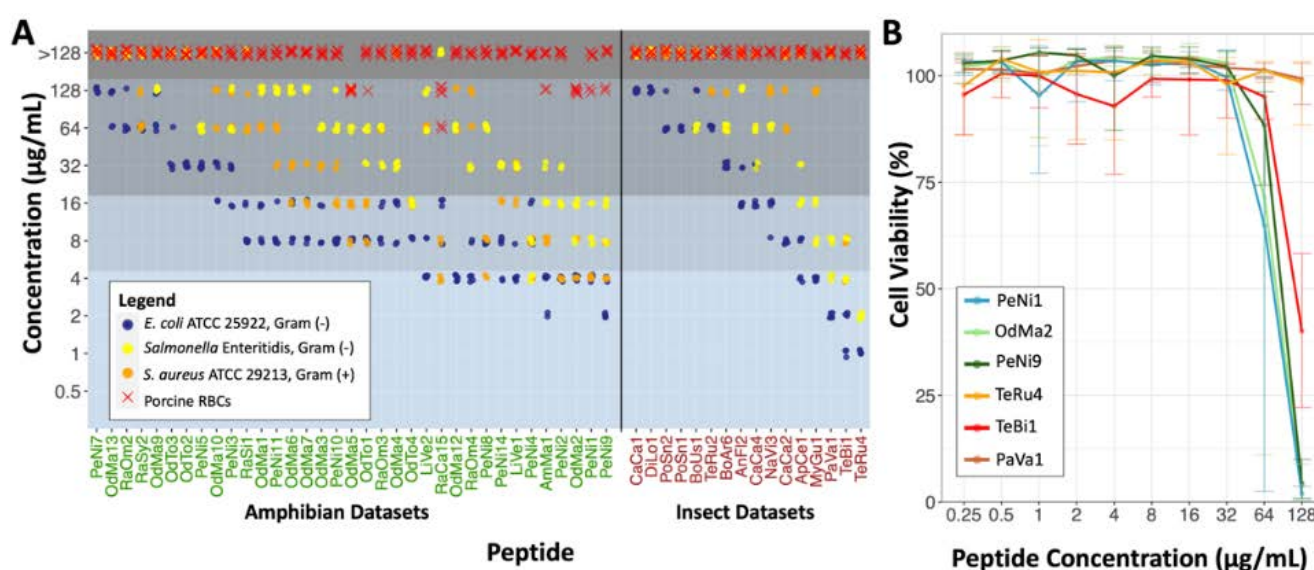 A
Concentration (µg/mL)
>128
128
64
32
16
8
4
2
1
0.5
Legend
E. coli ATCC 25922, Gram (-)
Salmonella Enteritidis, Gram (-)
S. aureus ATCC 29213, Gram (+)
Porcine RBCs
PeNi7
OdMa13
RaOm2
RaSy2
OdMa9
OdTo3
OdTo2
PeNi5
OdMa10
PeNi3
RaSi1
OdMa1
PeNi11
OdMa6
OdMa7
OdMa3
PeNi10
OdMa5
OdTo1
RaOm3
OdMa4
OdTo4
LiVe2
RaCa15
OdMa12
RaOm4
PeNi8
PeNi14
LiVe1
PeNi4
AmMa1
PeNi2
OdMa2
PeNi1
PeNi9
CaCa1
DiLo1
PoSn2
PoSn1
BoUs1
TeRu2
BoAr6
AnFl2
CaCa4
NaVi3
CaCa2
ApCe1
MyGu1
PaVa1
TeBi1
TeRu4
Amphibian Datasets
Insect Datasets
Peptide
B
Cell Viability (%)
100
75
50
25
0
PeNi1
OdMa2
PeNi9
TeRu4
TeBi1
PaVa1
0.25 0.5 1 2 4 8 16 32 64 128
Peptide Concentration (µg/mL)